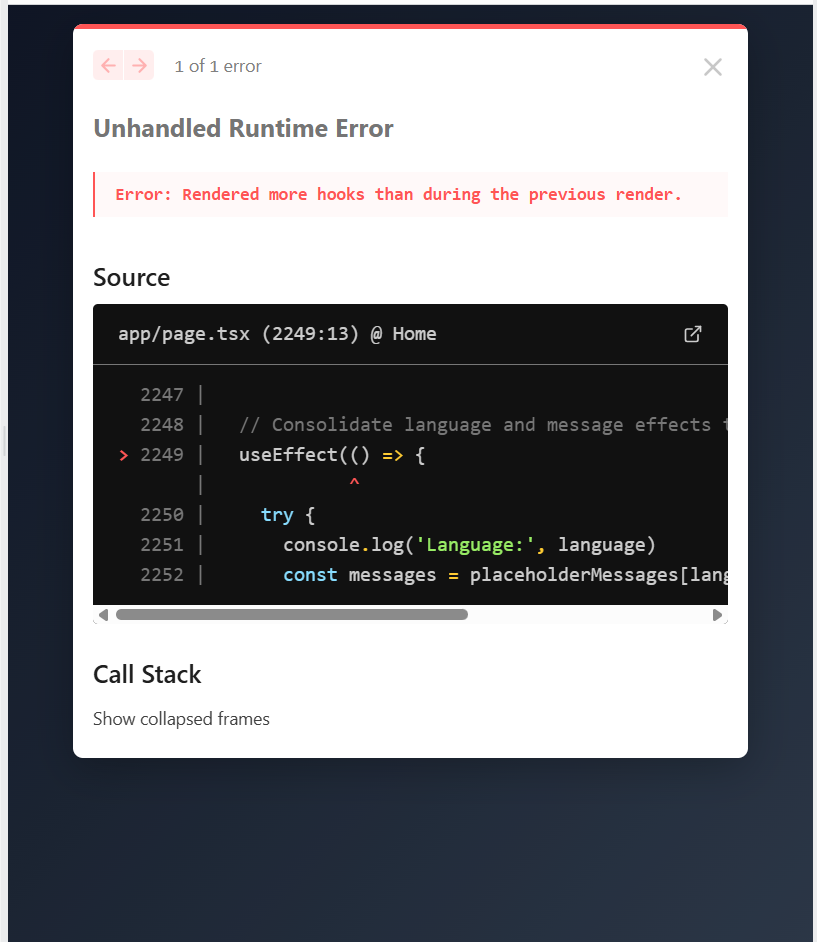 1 of 1 error
Unhandled Runtime Error
Error: Rendered more hooks than during the previous render.
Source
app/page.tsx (2249:13) @ Home
2247 |
2248 |   // Consolidate language and message effects
> 2249 |   useEffect(() => {
|             ^
2250 |     try {
2251 |       console.log('Language:', language)
2252 |       const messages = placeholderMessages[lang
Call Stack
Show collapsed frames